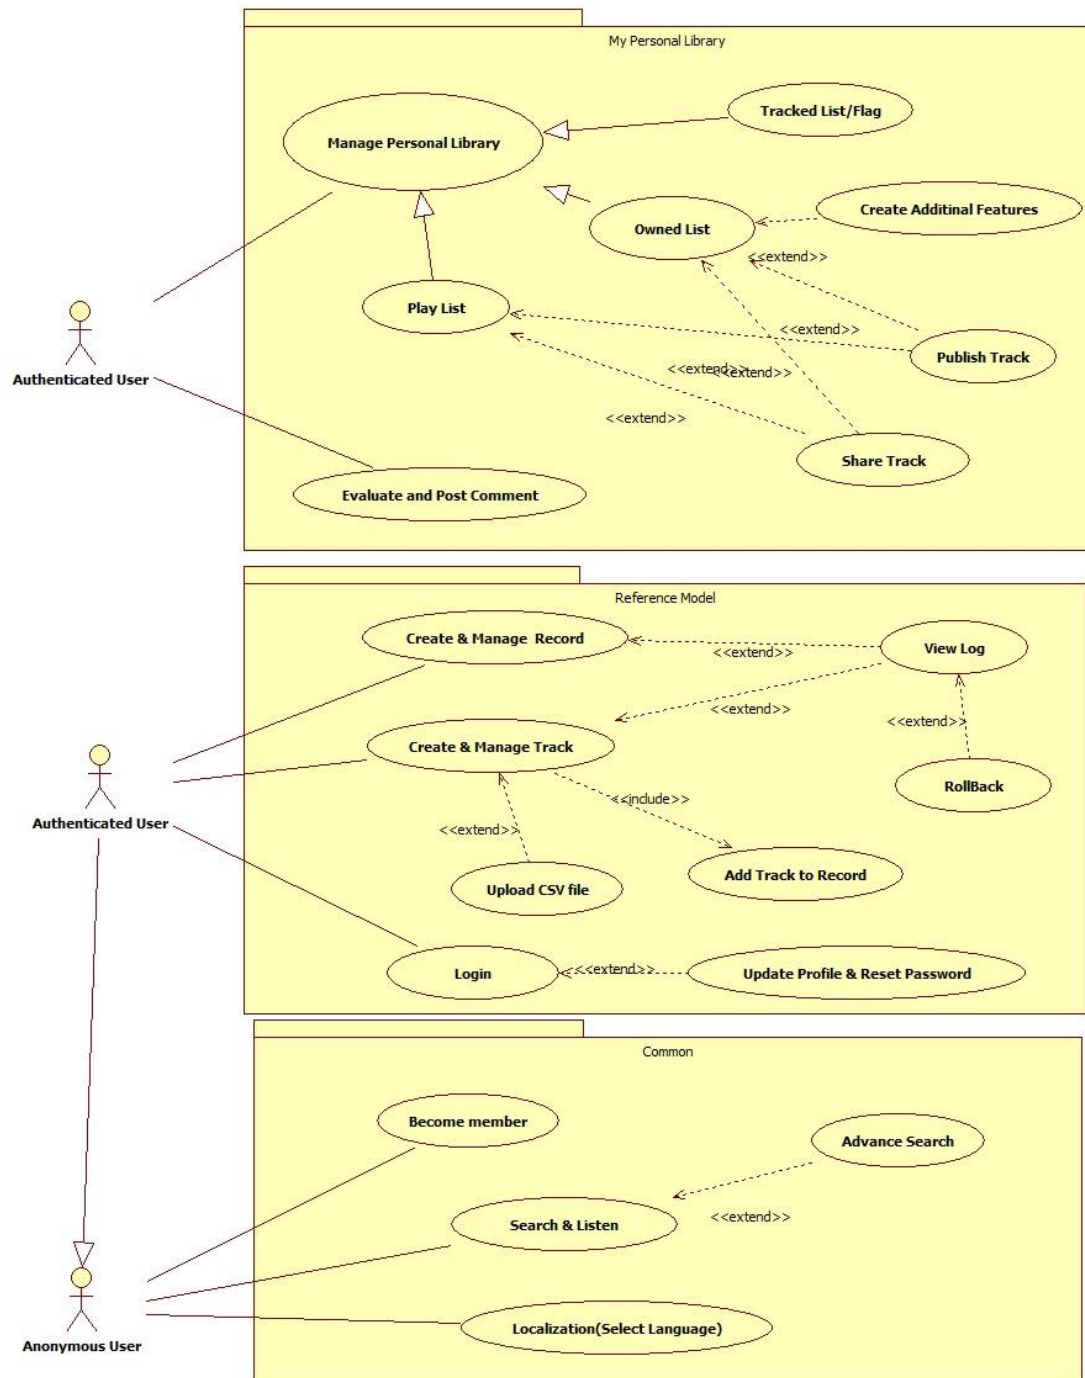 My Personal Library
Tracked List/Flag
Manage Personal Library
Create Additinal Features
Owned List
<<extend>>
Play List
<<extend>>
Publish Track
Authenticated User
<<extend>>
<<extend>>
<<extend>>
Share Track
Evaluate and Post Comment
Reference Model
Create & Manage Record
View Log
<<extend>>
<<extend>>
<<extend>>
Create & Manage Track
RollBack
<<include>>
Authenticated User
<<extend>>
Add Track to Record
Upload CSV file
Login
<<extend>>
Update Profile & Reset Password
Common
Become member
Advance Search
Search & Listen
<<extend>>
Localization(Select Language)
Anonymous User